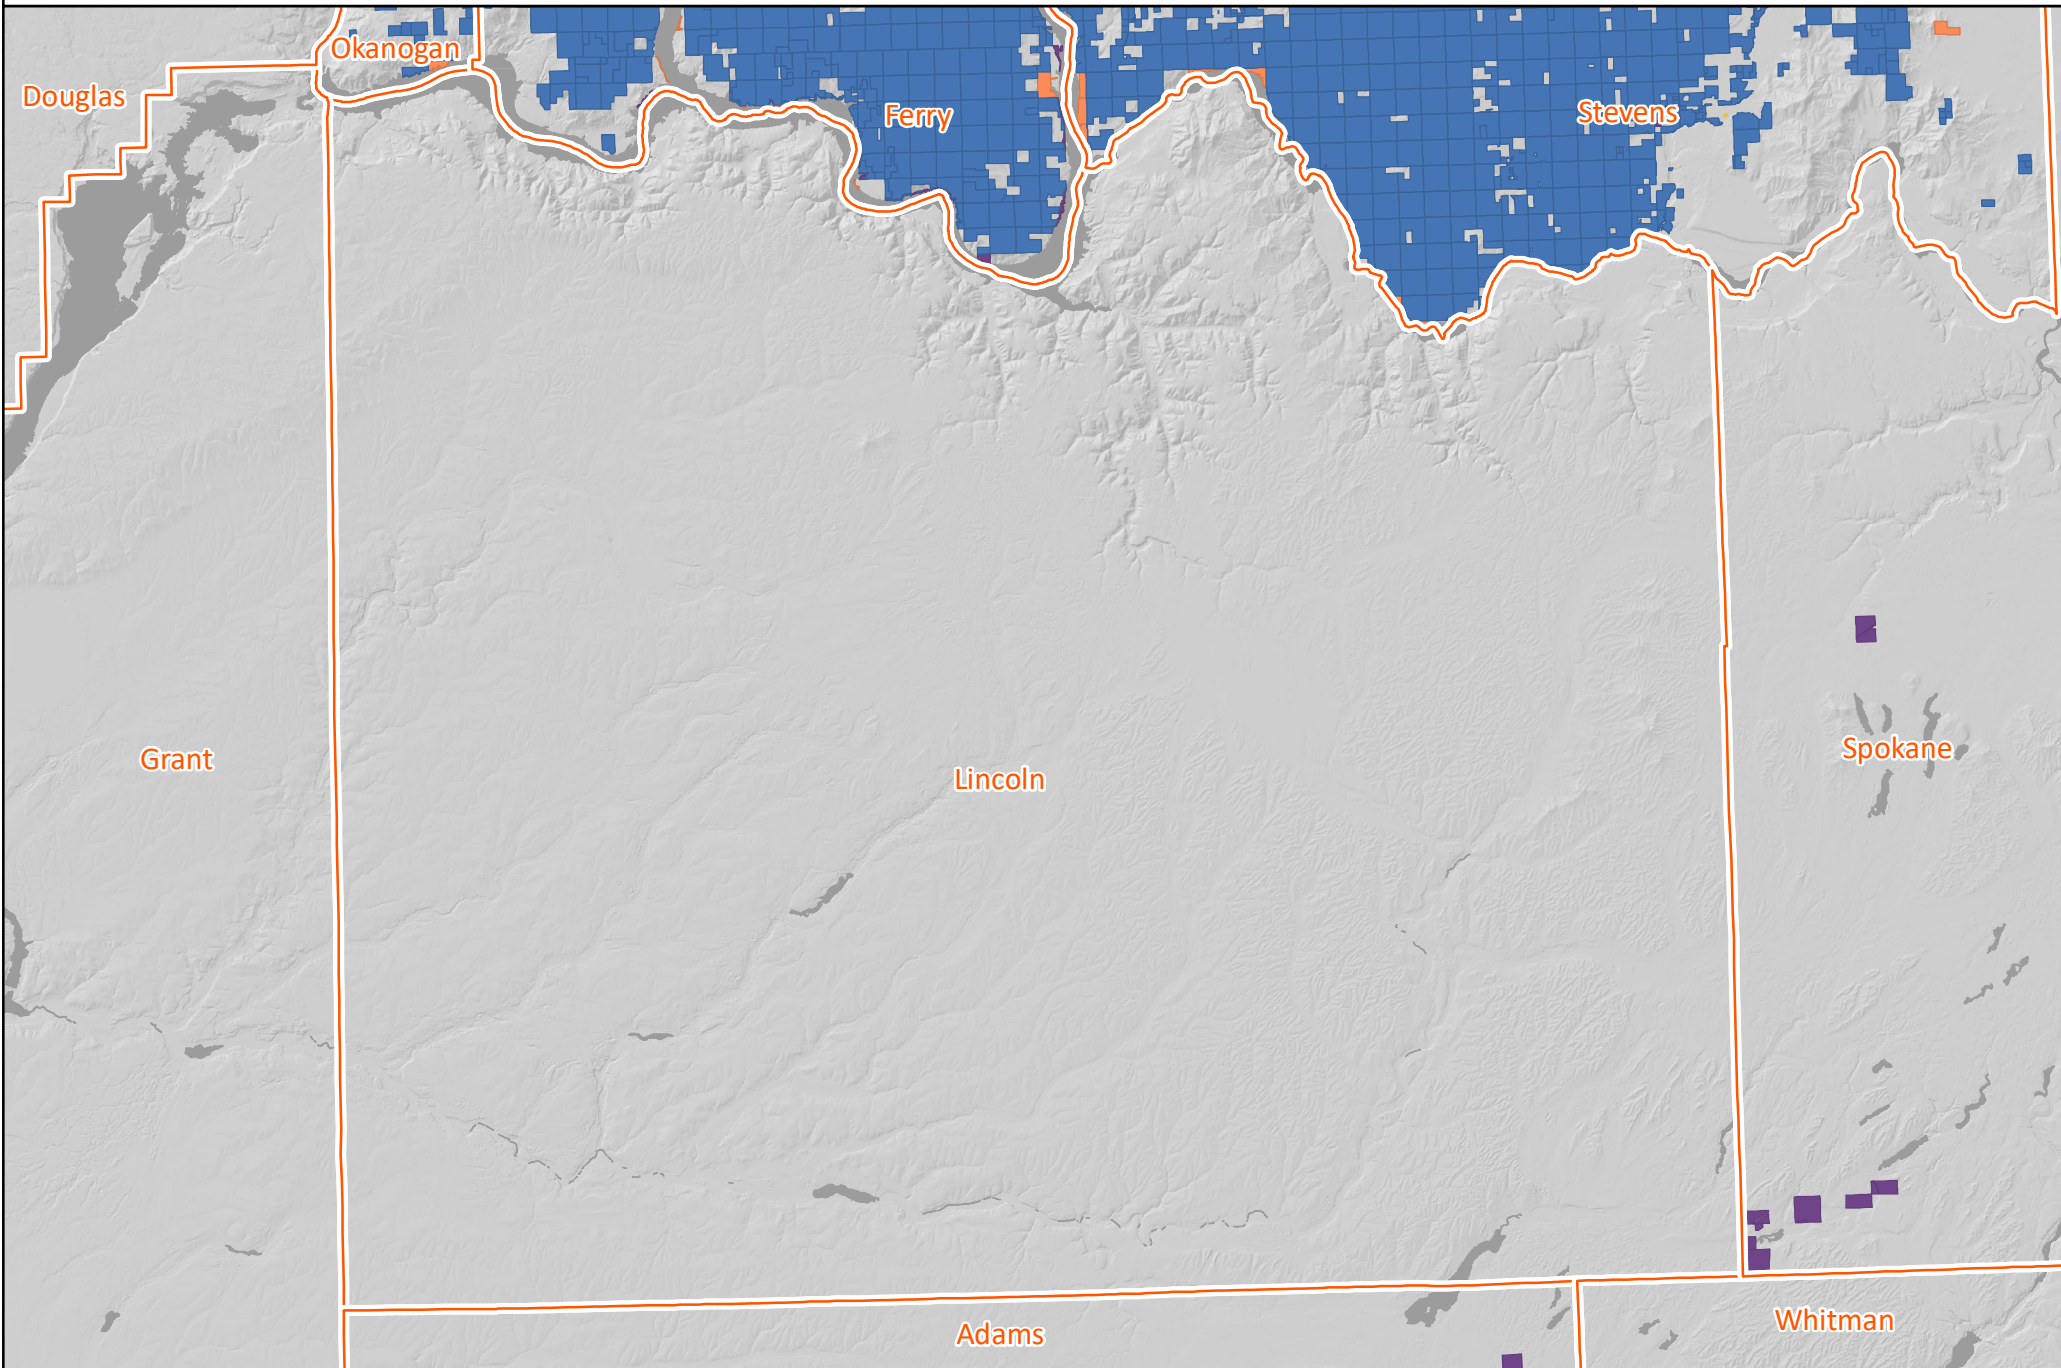 Okanogan
Douglas
Ferry
Stevens
Grant
Lincoln
Spokane
Adams
Whitman